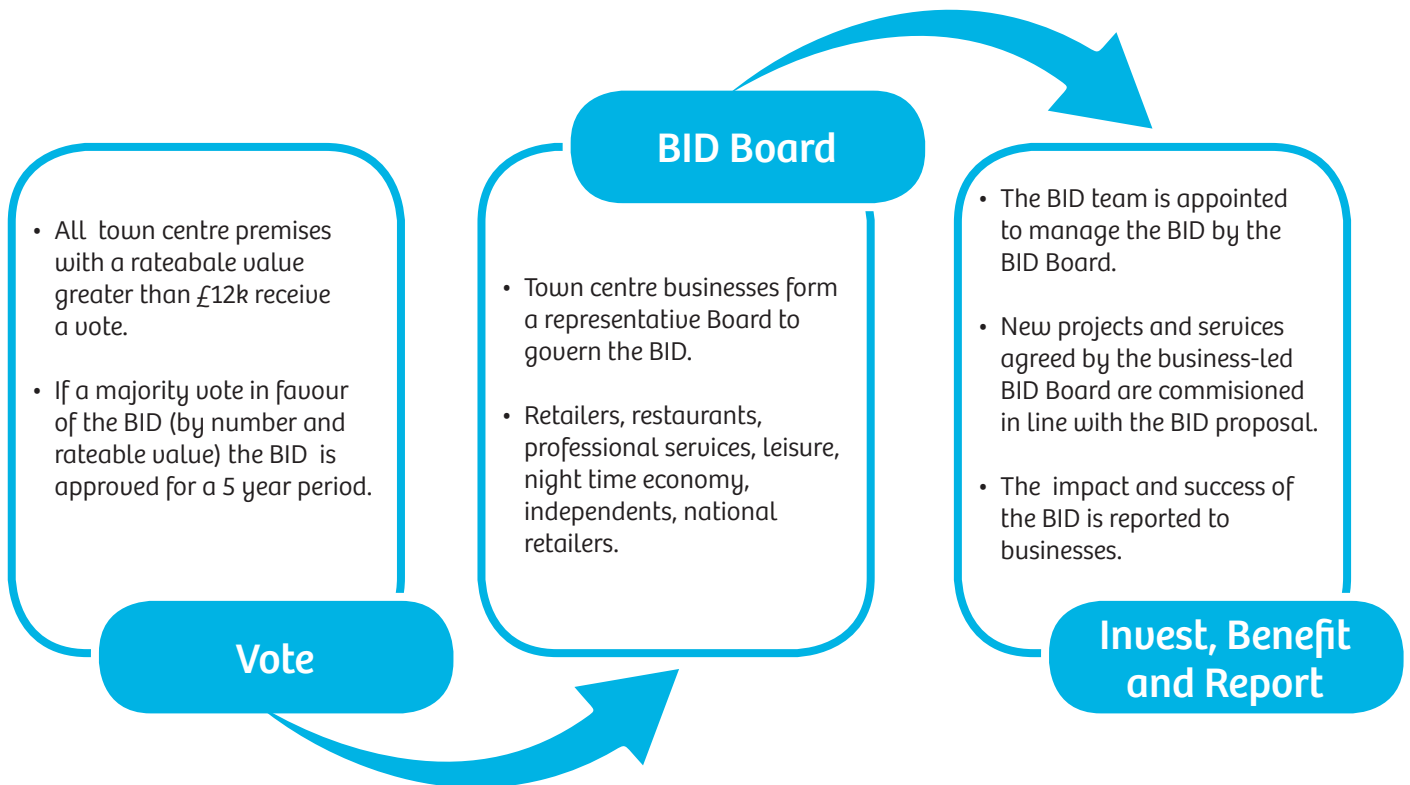 • All town centre premises
with a rateabale value
greater than £12k receive
a vote.
• If a majority vote in favour
of the BID (by number and
rateable value) the BID is
approved for a 5 year period.
Vote
BID Board
• Town centre businesses form
a representative Board to
govern the BID.
• Retailers, restaurants,
professional services, leisure,
night time economy,
independents, national
retailers.
• The BID team is appointed
to manage the BID by the
BID Board.
• New projects and services
agreed by the business-led
BID Board are commisioned
in line with the BID proposal.
• The impact and success of
the BID is reported to
businesses.
Invest, Benefit
and Report